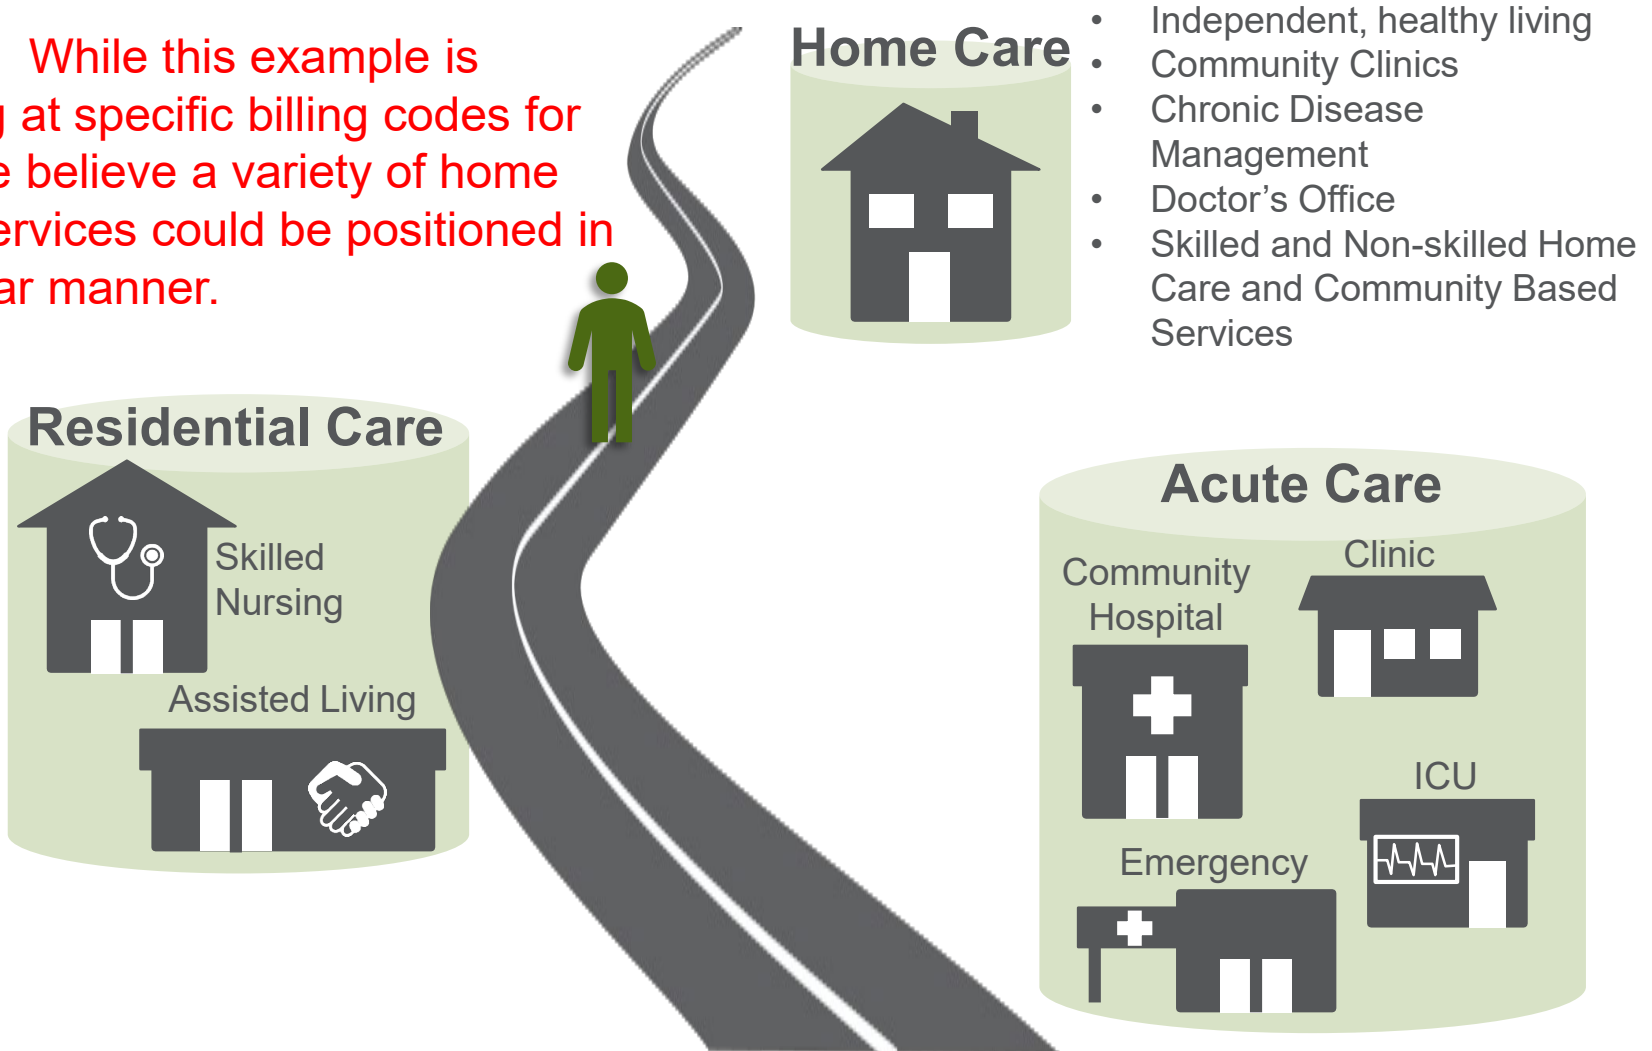 While this example is
at specific billing codes for
believe a variety of home
services could be positioned in
manner.
Home Care
• Independent, healthy living
• Community Clinics
• Chronic Disease
Management
• Doctor’s Office
• Skilled and Non-skilled Home
Care and Community Based
Services
Residential Care
Skilled
Nursing
Assisted Living
Acute Care
Community
Hospital
Clinic
ICU
Emergency